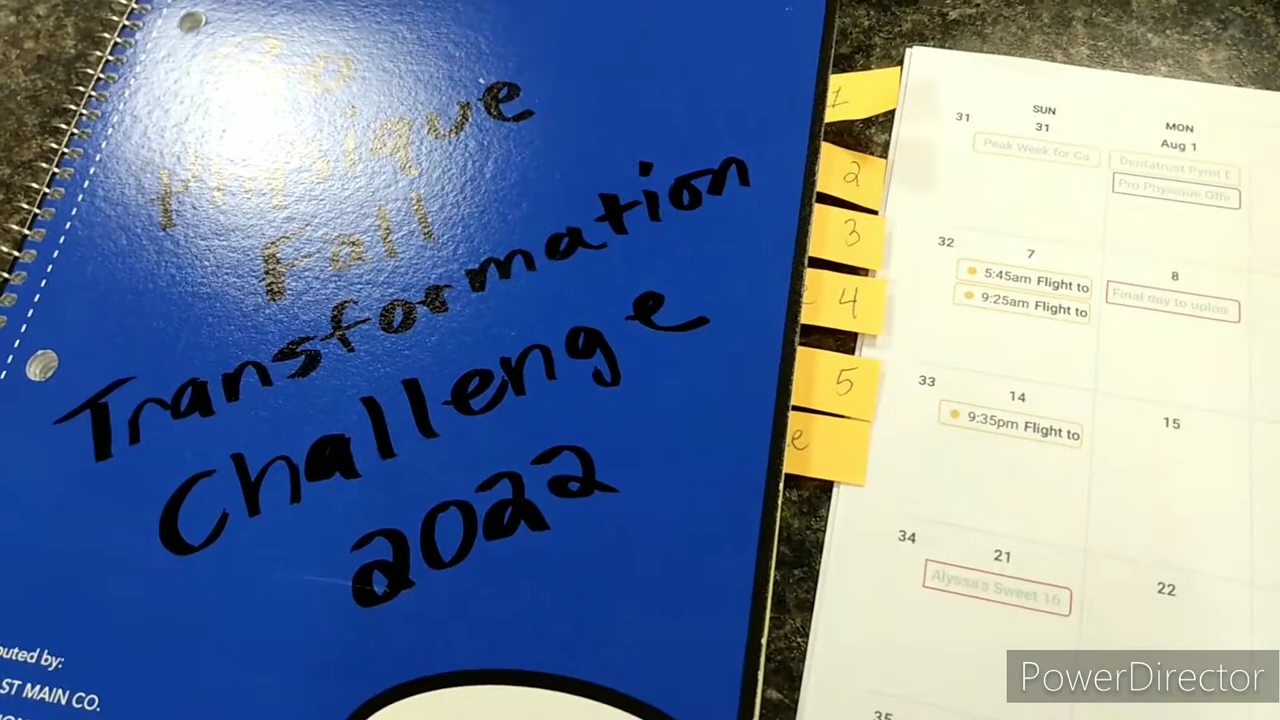 Physique
Fall
Transformation
Challenge
2022
buted by:
ST MAIN CO.
1
2
3
4
5
e
SUN
MON
31
31
Aug 1
Peak Week for Ca
Dentatrust Pymt
Pro Physique Offi
32
7
8
5:45am Flight to
9:25am Flight to
Final day to uploa
33
14
15
9:35pm Flight to
34
21
22
Alyssa's Sweet 16
35
PowerDirector